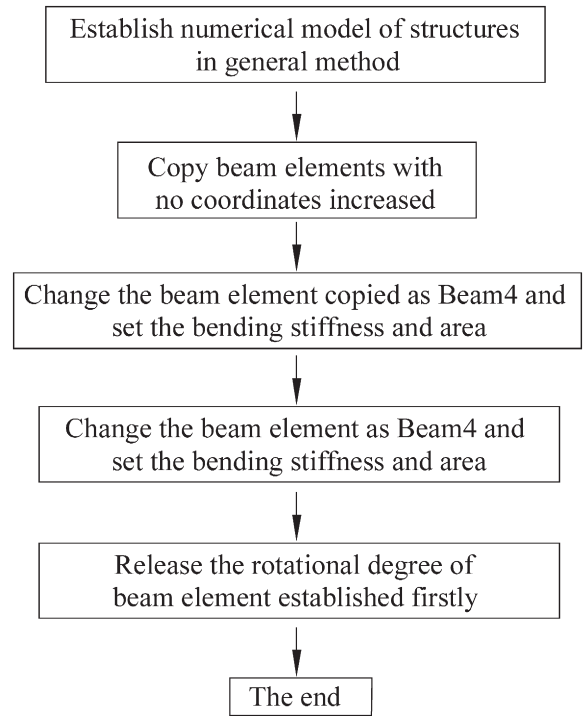 Establish numerical model of structures
in general method
Copy beam elements with
no coordinates increased
Change the beam element copied as Beam4 and
set the bending stiffness and area
Change the beam element as Beam4 and
set the bending stiffness and area
Release the rotational degree of
beam element established firstly
The end